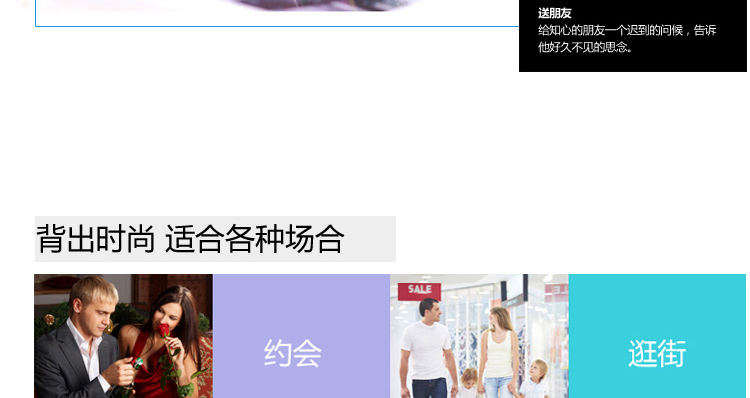 送朋友
给知心的朋友一个迟到的问候，告诉
他好久不见的思念。
背出时尚 适合各种场合
SALE
约会
逛街